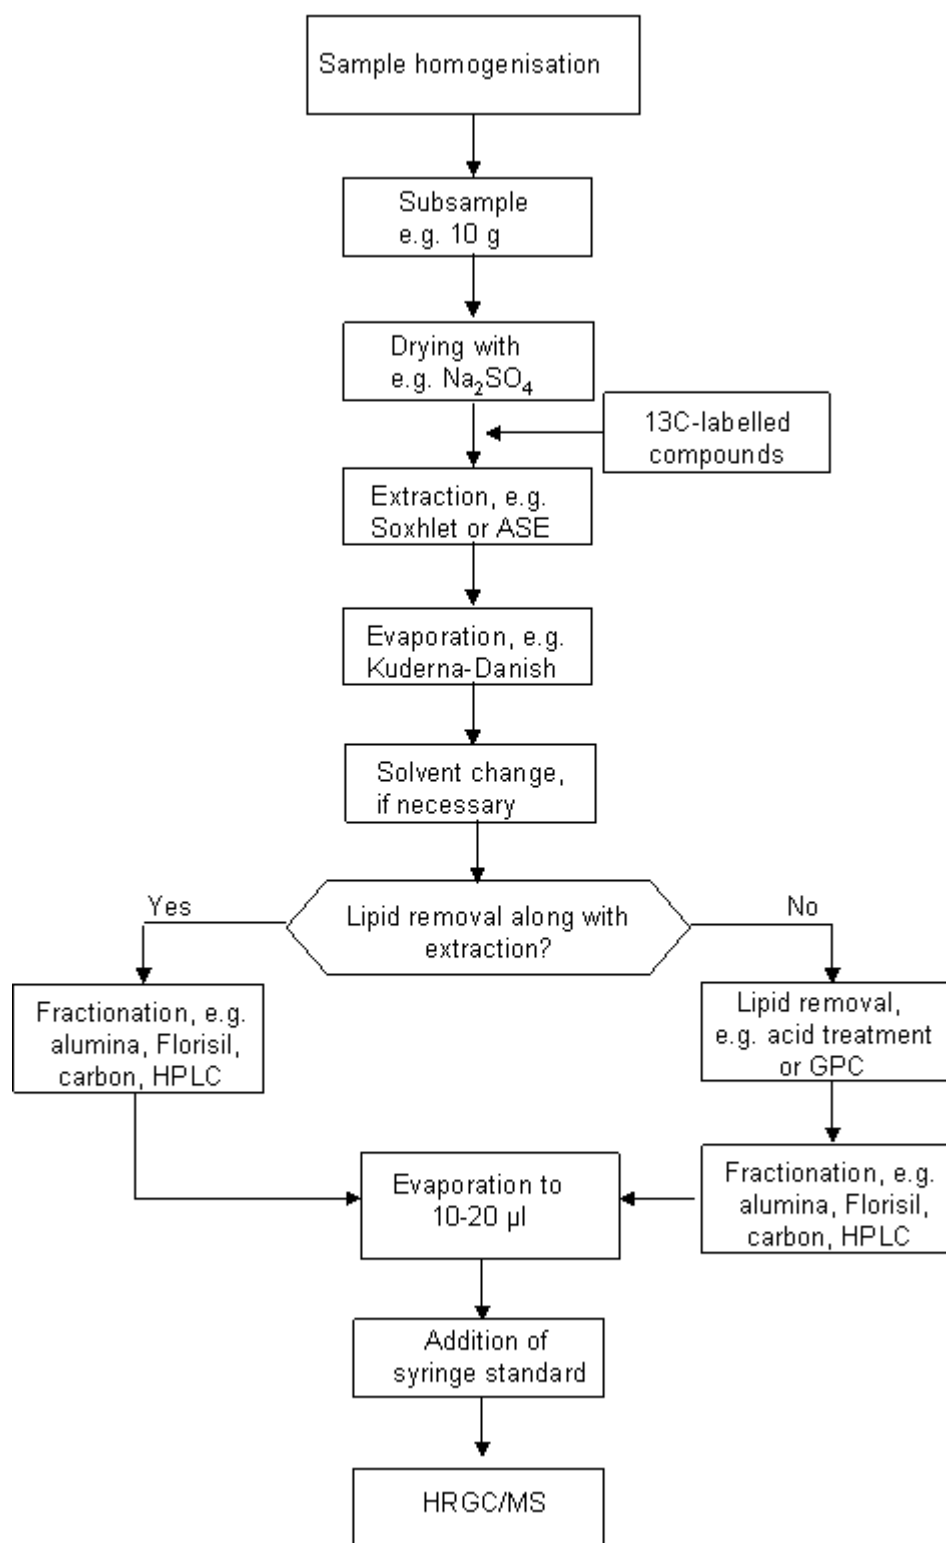 Sample homogenisation
Subsample
e.g. 10 g
Drying with
e.g. Na₂SO₄
13C-labelled
compounds
Extraction, e.g.
Soxhlet or ASE
Evaporation, e.g.
Kuderna-Danish
Solvent change,
if necessary
Yes
Lipid removal along with
extraction?
No
Fractionation, e.g.
alumina, Florisil,
carbon, HPLC
Lipid removal,
e.g. acid treatment
or GPC
Evaporation to
10-20 µl
Fractionation, e.g.
alumina, Florisil,
carbon, HPLC
Addition of
syringe standard
HRGC/MS